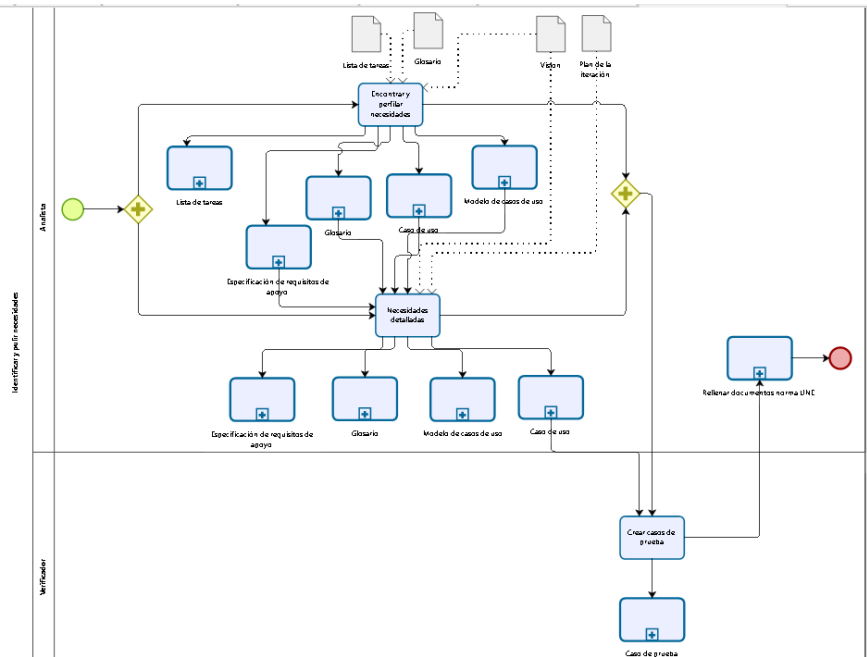 Identificar y pelir necesidades
Analista
Lista de tareas
Glosario
Vision
Plan de la
iteración
Encontrar y
perfilar
necesidades
Lista de tareas
Glosario
Caso de uso
Modelo de casos de uso
Especificación de requisitos de
apoyo
Necesidades
detalladas
Especificación de requisitos de
apoyo
Glosario
Modelo de casos de uso
Caso de uso
Rellenar documentos norma UNE
Verificador
Crear casos de
prueba
Caso de prueba